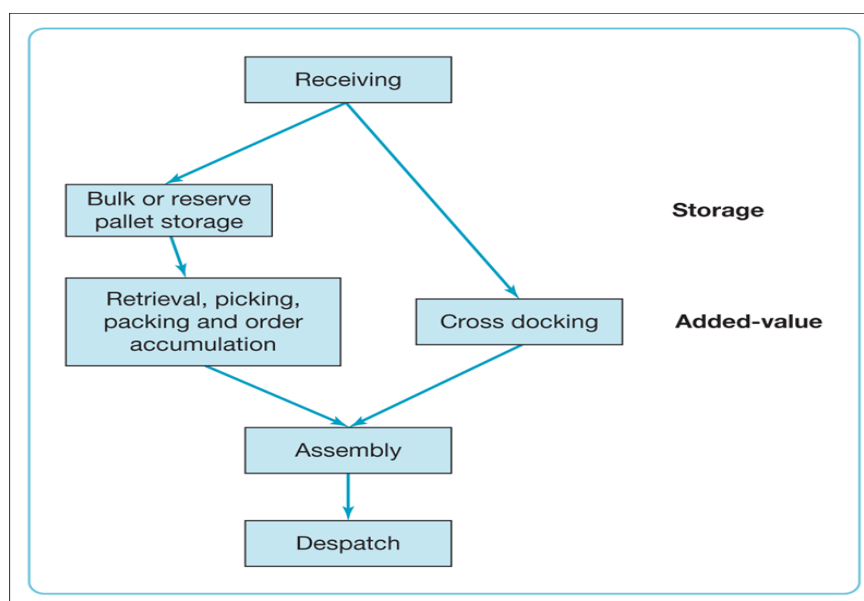 Receiving
Bulk or reserve
pallet storage
Storage
Retrieval, picking,
packing and order
accumulation
Cross docking
Added-value
Assembly
Despatch